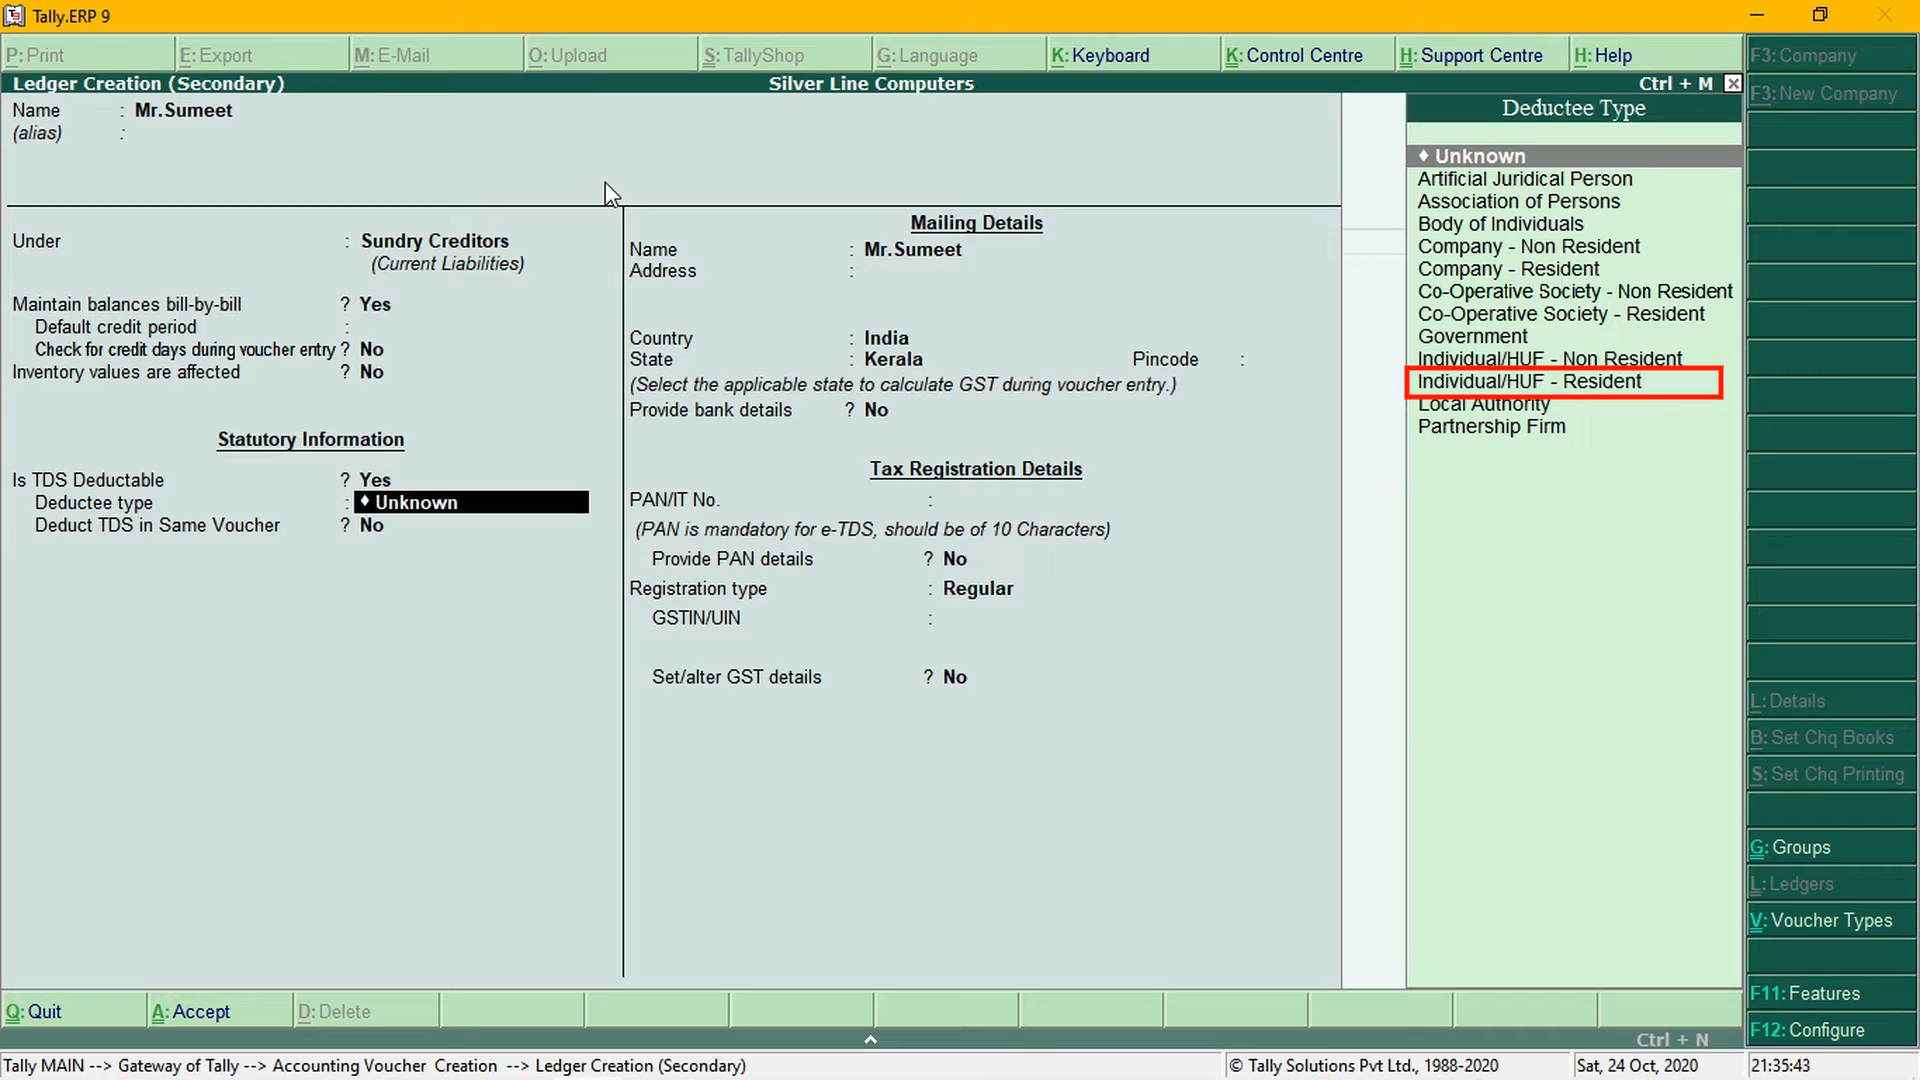 Tally.ERP 9
P: Print
E: Export
M: E-Mail
O: Upload
S: TallyShop
G: Language
K: Keyboard
K: Control Centre
H: Support Centre
H: Help
Ledger Creation (Secondary)
Silver Line Computers
Ctrl + M
Name : Mr.Sumeet
(alias) :
Under : Sundry Creditors
(Current Liabilities)
Maintain balances bill-by-bill ? Yes
Default credit period :
Check for credit days during voucher entry ? No
Inventory values are affected ? No
Statutory Information
Is TDS Deductable ? Yes
Deductee type : ♦ Unknown
Deduct TDS in Same Voucher ? No
Mailing Details
Name : Mr.Sumeet
Address :
Country : India
State : Kerala Pincode :
(Select the applicable state to calculate GST during voucher entry.)
Provide bank details ? No
Tax Registration Details
PAN/IT No. :
(PAN is mandatory for e-TDS, should be of 10 Characters)
Provide PAN details ? No
Registration type : Regular
GSTIN/UIN :
Set/alter GST details ? No
Deductee Type
♦ Unknown
Artificial Juridical Person
Association of Persons
Body of Individuals
Company - Non Resident
Company - Resident
Co-Operative Society - Non Resident
Co-Operative Society - Resident
Government
Individual/HUF - Non Resident
Individual/HUF - Resident
Local Authority
Partnership Firm
F3: Company
F3: New Company
L: Details
B: Set Chq Books
S: Set Chq Printing
G: Groups
L: Ledgers
V: Voucher Types
F11: Features
F12: Configure
Q: Quit
A: Accept
D: Delete
Ctrl + N
Tally MAIN --> Gateway of Tally --> Accounting Voucher Creation --> Ledger Creation (Secondary)
© Tally Solutions Pvt Ltd., 1988-2020
Sat, 24 Oct, 2020
21:35:43